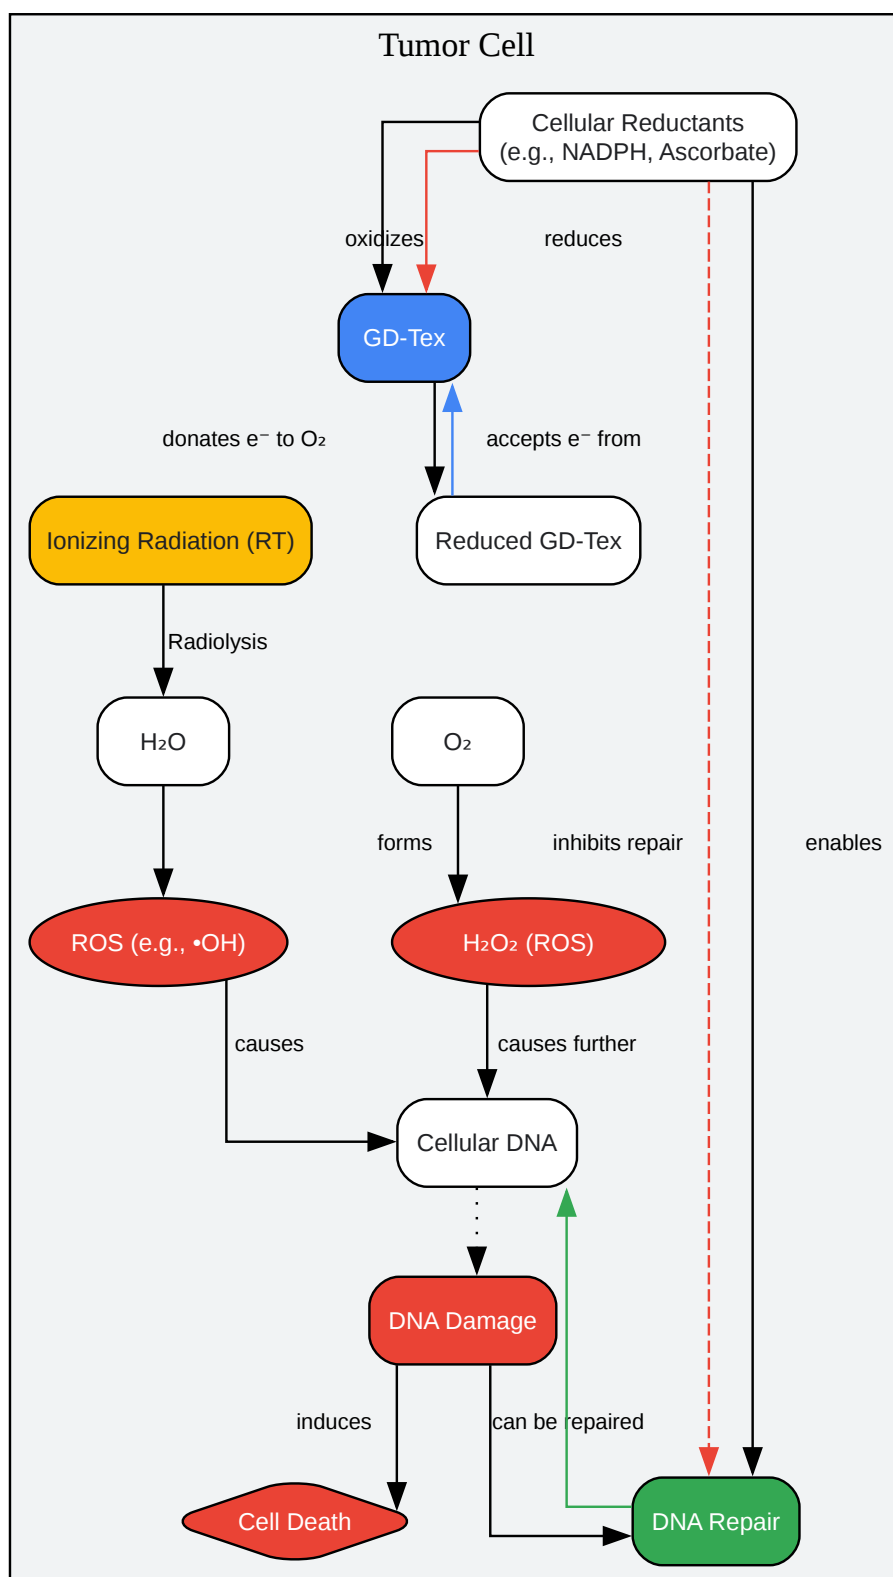 Tumor Cell
Cellular Reductants
(e.g., NADPH, Ascorbate)
oxidizes
reduces
GD-Tex
donates e⁻ to O₂
accepts e⁻ from
Ionizing Radiation (RT)
Reduced GD-Tex
Radiolysis
H₂O
O₂
forms
inhibits repair
enables
ROS (e.g., •OH)
H₂O₂ (ROS)
causes
causes further
Cellular DNA
DNA Damage
induces
can be repaired
Cell Death
DNA Repair